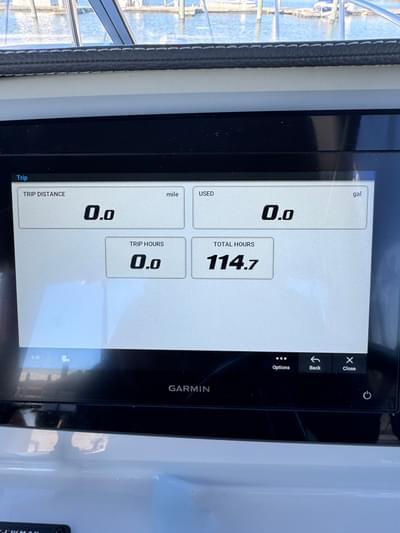 Trip
TRIP DISTANCE mile
0.0
USED gal
0.0
TRIP HOURS
0.0
TOTAL HOURS
114.7
Options Back Close
GARMIN